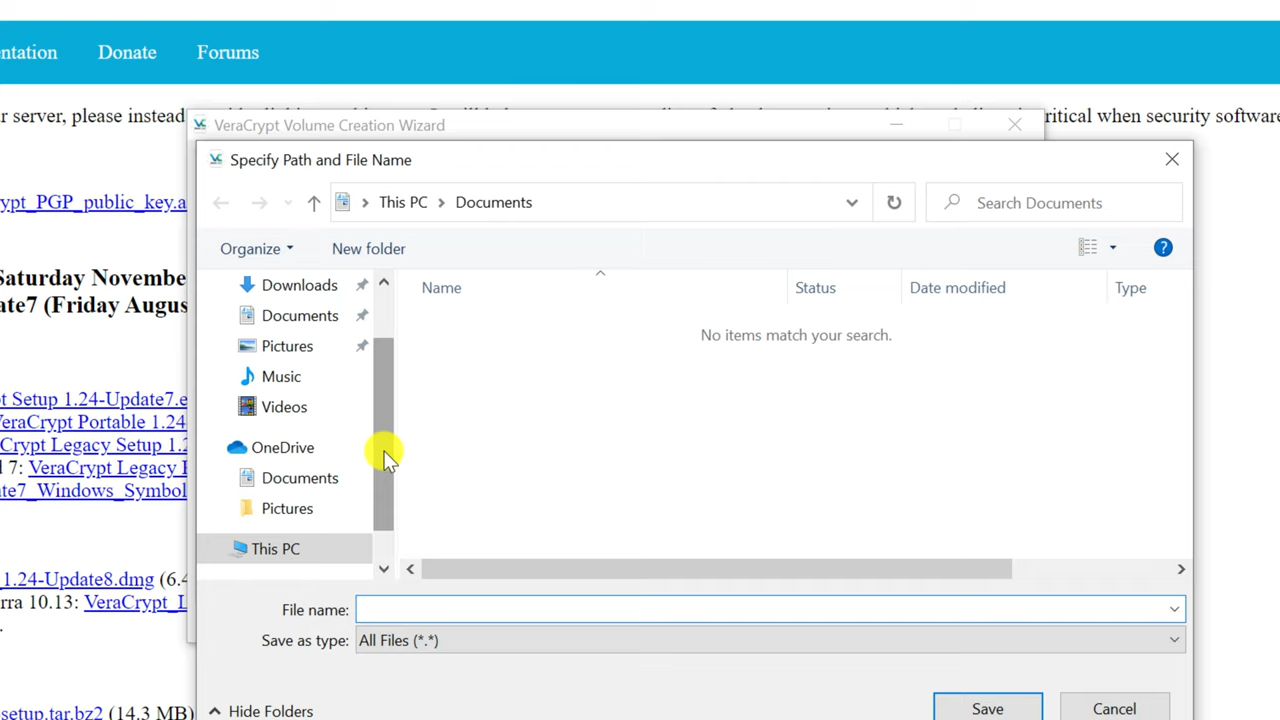 ntation Donate Forums
r server, please instead
ritical when security software
VeraCrypt Volume Creation Wizard
Specify Path and File Name
This PC Documents
Search Documents
ypt_PGP_public_key.a
Organize New folder
Saturday Novembe
ate7 (Friday Augus
Name Status Date modified Type
No items match your search.
Downloads
Documents
Pictures
Music
Videos
OneDrive
Documents
Pictures
This PC
t Setup 1.24-Update7.e
VeraCrypt Portable 1.24
Crypt Legacy Setup 1.2
d 7: VeraCrypt Legacy
te7_Windows_Symbol
1.24-Update8.dmg (6.4
rra 10.13: VeraCrypt_L
File name:
Save as type: All Files (*.*)
setup.tar.bz2 (14.3 MB)
Hide Folders
Save Cancel